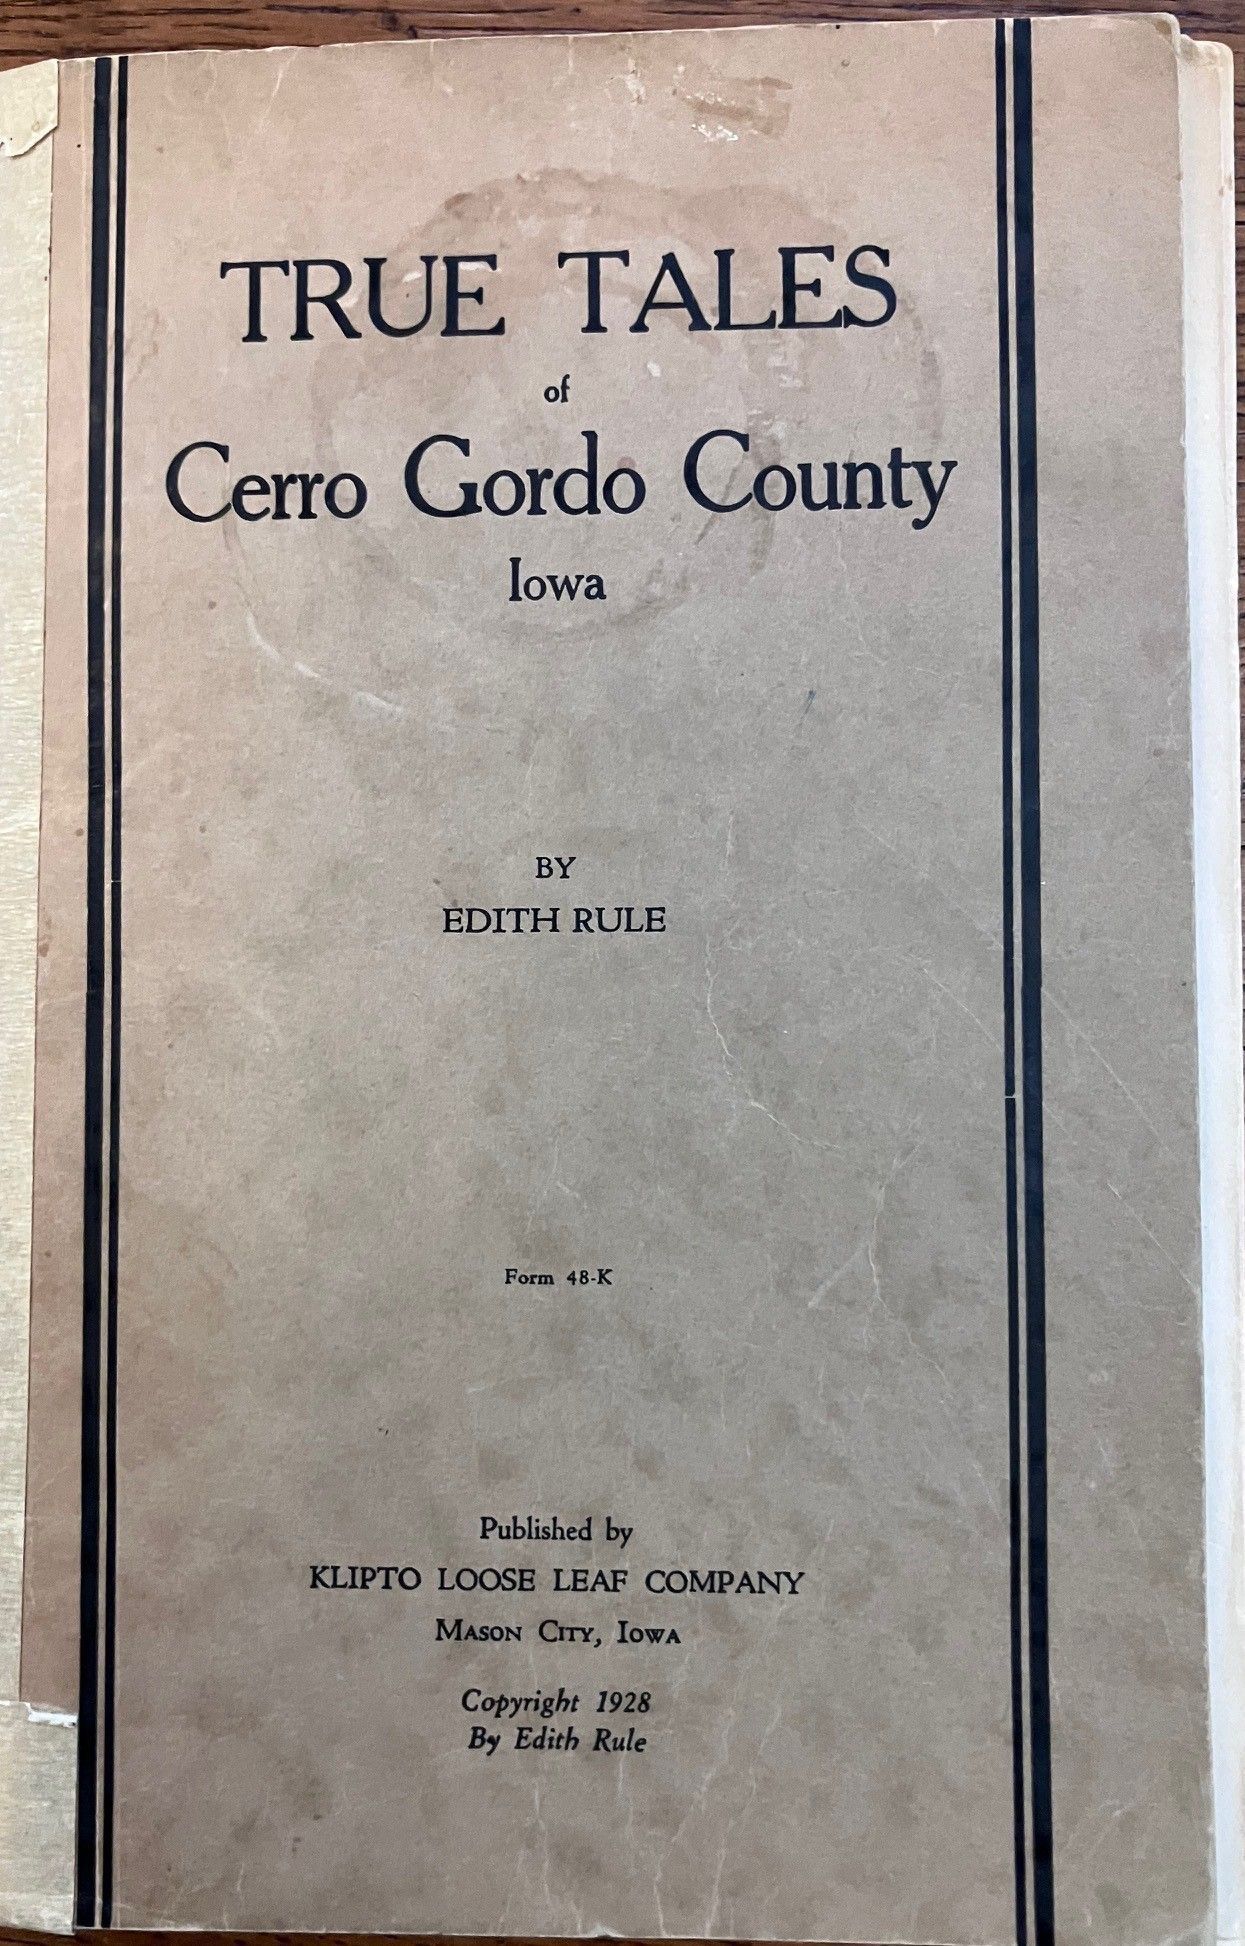 TRUE TALES
of
Cerro Gordo County
Iowa
BY
EDITH RULE
Form 48-K
Published by
KLIPTO LOOSE LEAF COMPANY
MASON CITY, IOWA
Copyright 1928
By Edith Rule